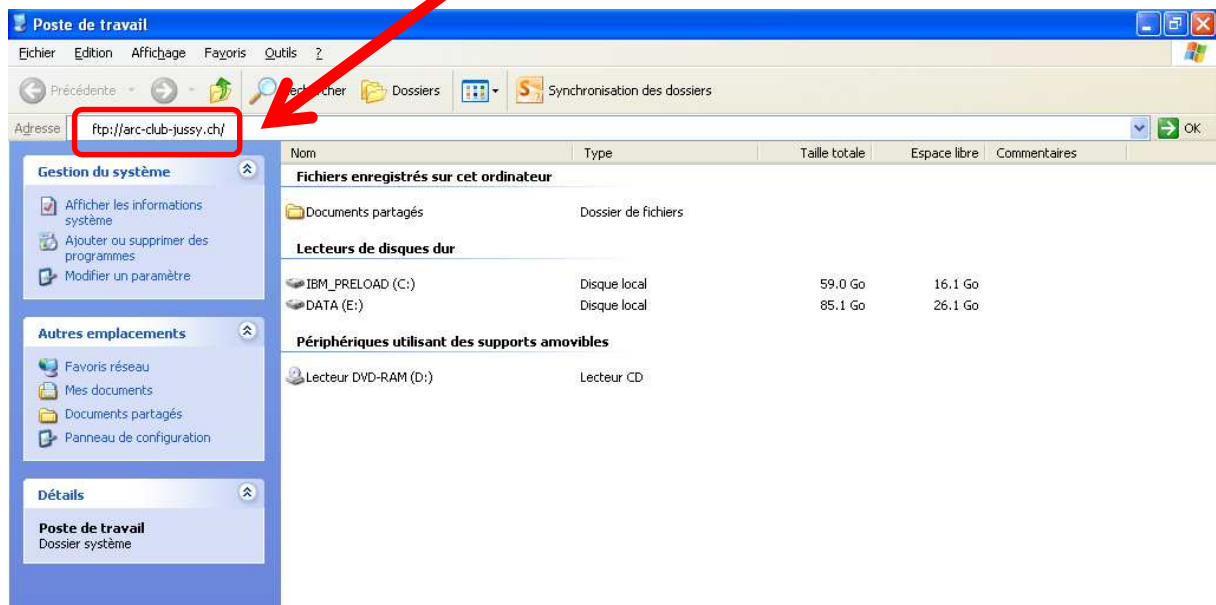 Poste de travail
Fichier Edition Affichage Favoris Outils ?
Précédente Dossiers Synchronisation des dossiers
Adresse ftp://arc-club-jussy.ch/ OK
Nom Type Taille totale Espace libre Commentaires
Gestion du système
Afficher les informations
système
Ajouter ou supprimer des
programmes
Modifier un paramètre
Autres emplacements
Favoris réseau
Mes documents
Documents partagés
Panneau de configuration
Détails
Poste de travail
Dossier système
Fichiers enregistrés sur cet ordinateur
Documents partagés Dossier de fichiers
Lecteurs de disques dur
IBM_PRELOAD (C:) Disque local 59.0 Go 16.1 Go
DATA (E:) Disque local 85.1 Go 26.1 Go
Périphériques utilisant des supports amovibles
Lecteur DVD-RAM (D:) Lecteur CD